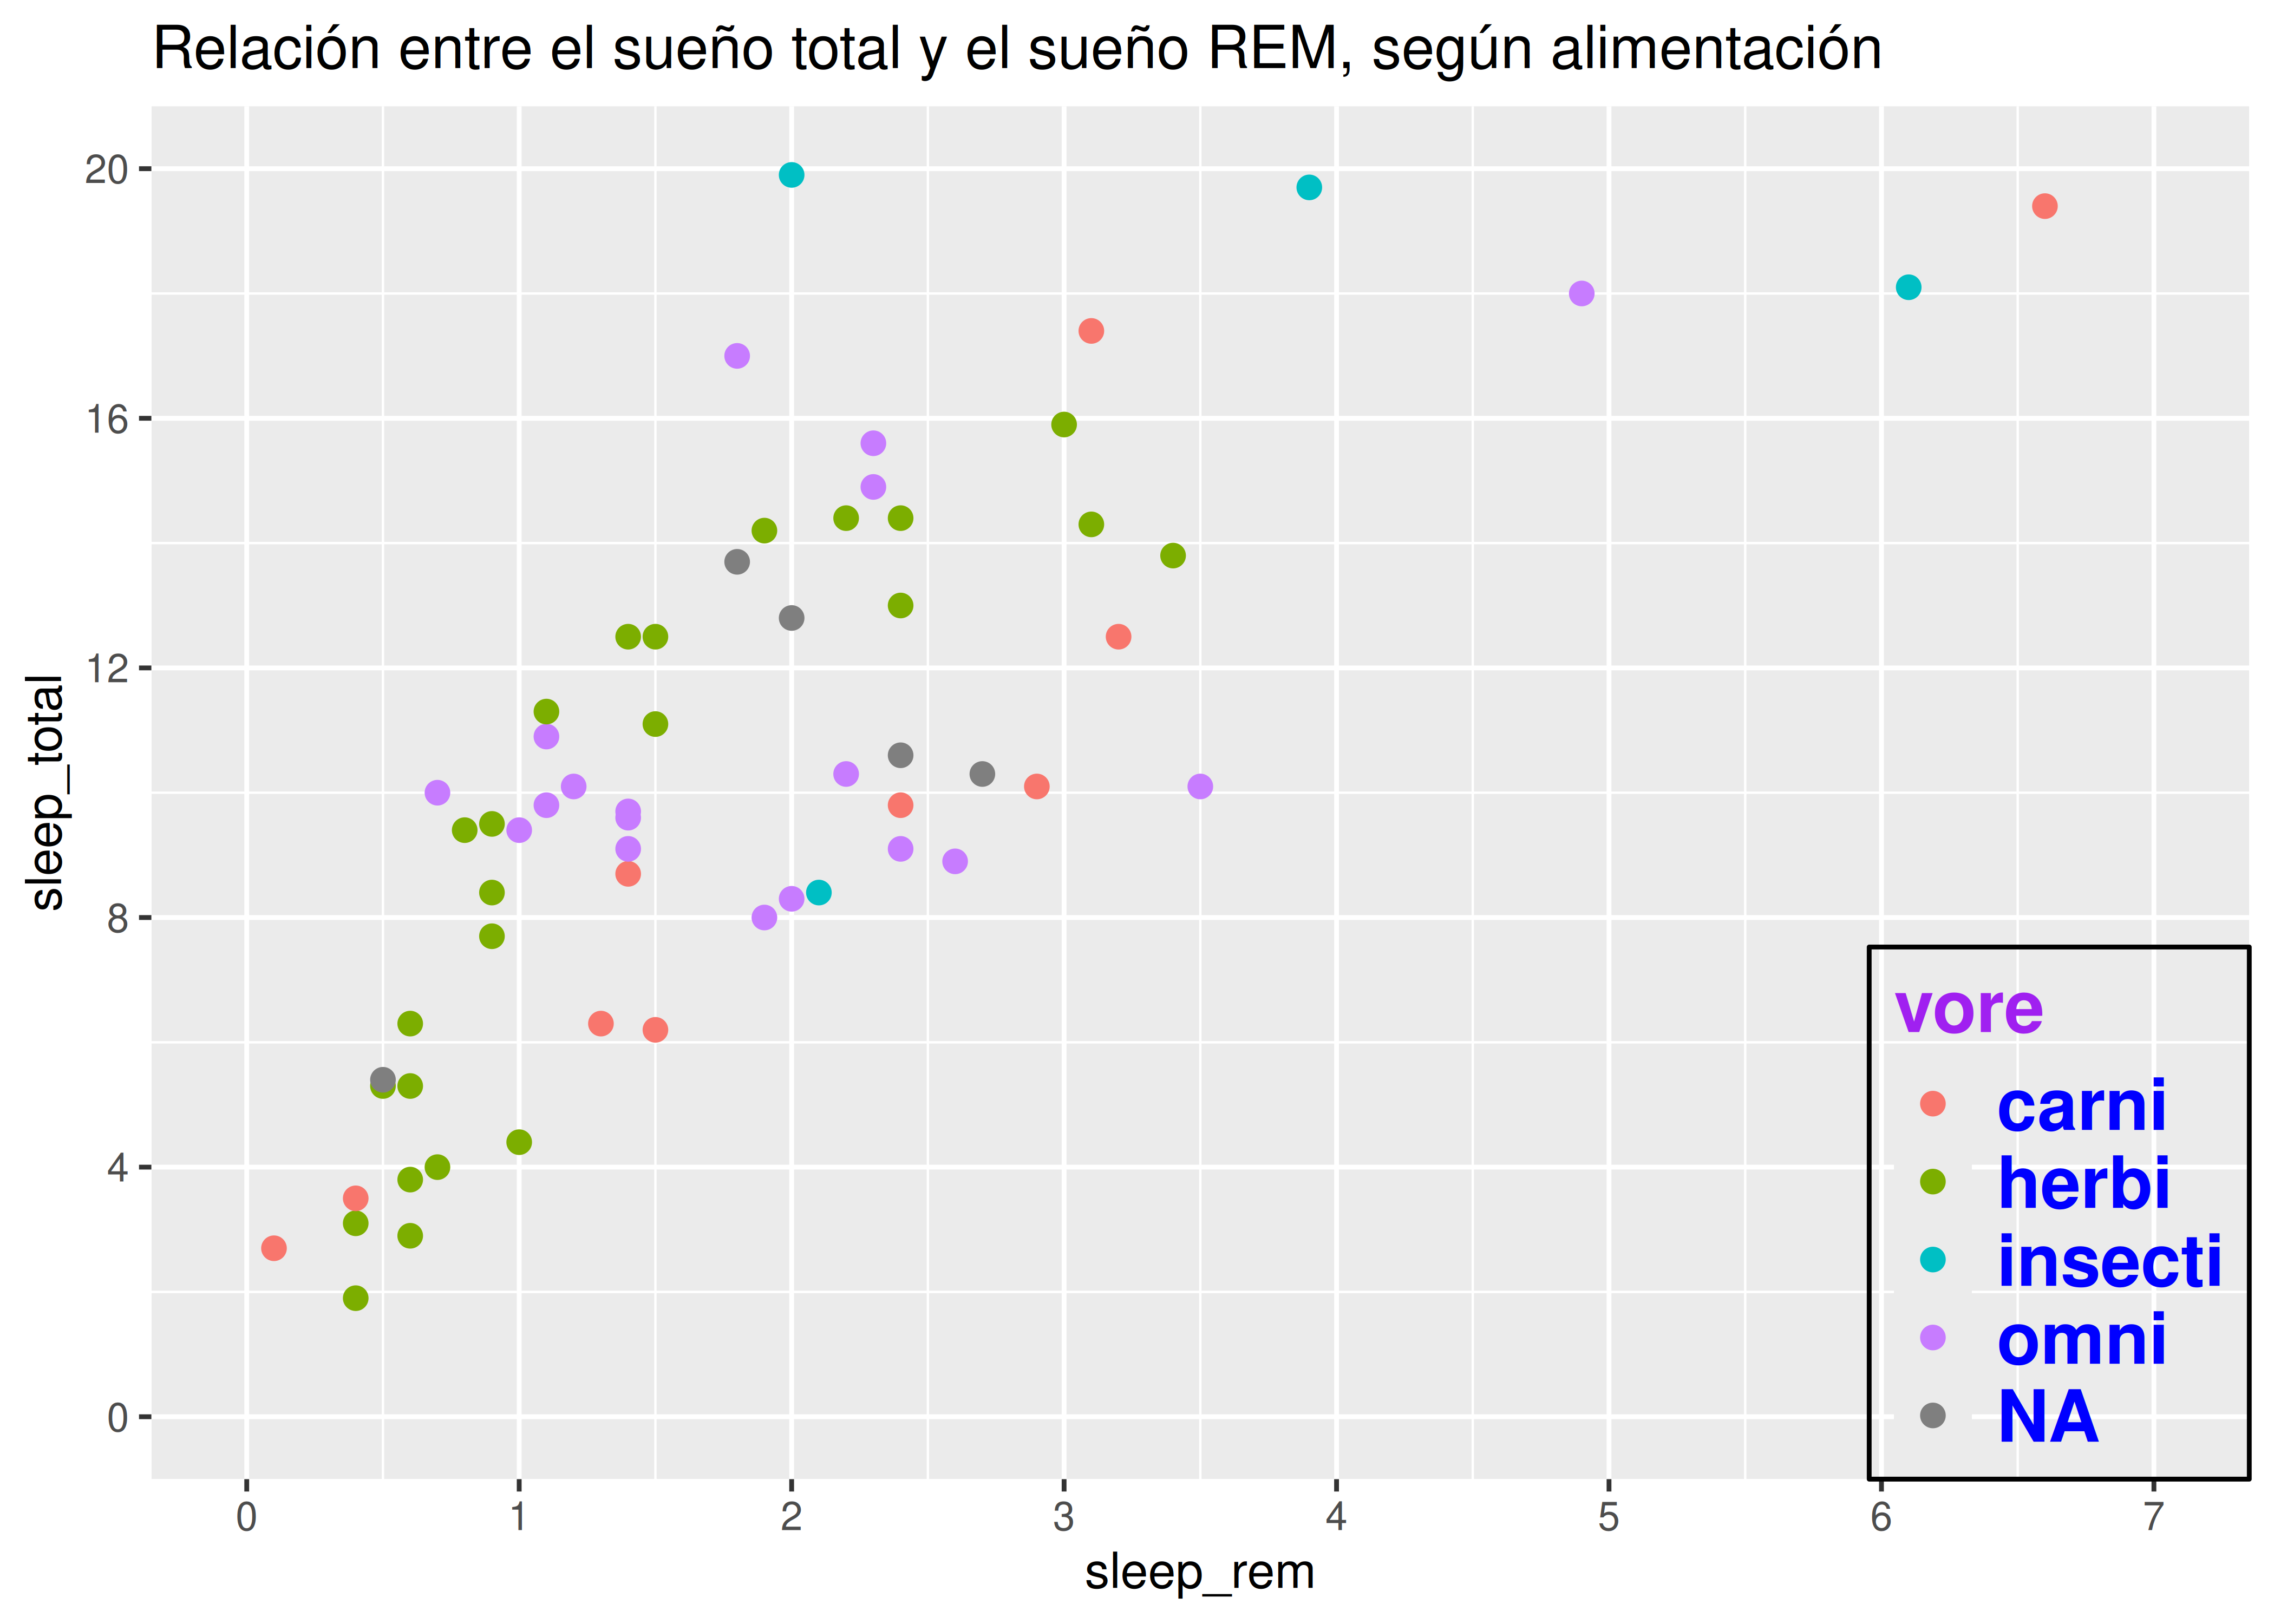 Relación entre el sueño total y el sueño REM, según alimentación
sleep_total
20
16
12
8
4
0
0 1 2 3 4 5 6 7
sleep_rem
vore
carni
herbi
insecti
omni
NA